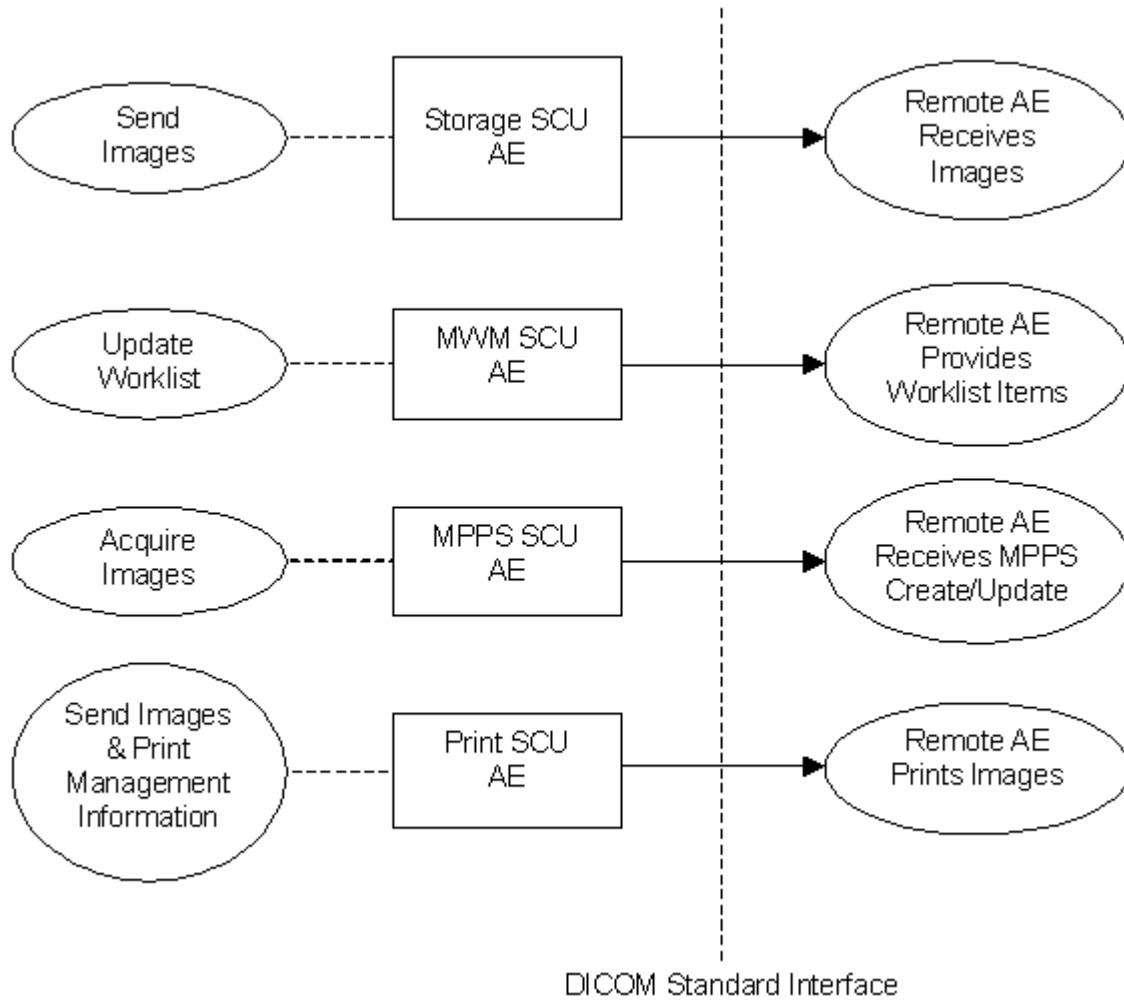 Send
Images
Storage SCU
AE
Remote AE
Receives
Images
Update
Worklist
MWM SCU
AE
Remote AE
Provides
Worklist Items
Acquire
Images
MPPS SCU
AE
Remote AE
Receives MPPS
Create/Update
Send Images
& Print
Management
Information
Print SCU
AE
Remote AE
Prints Images
DICOM Standard Interface